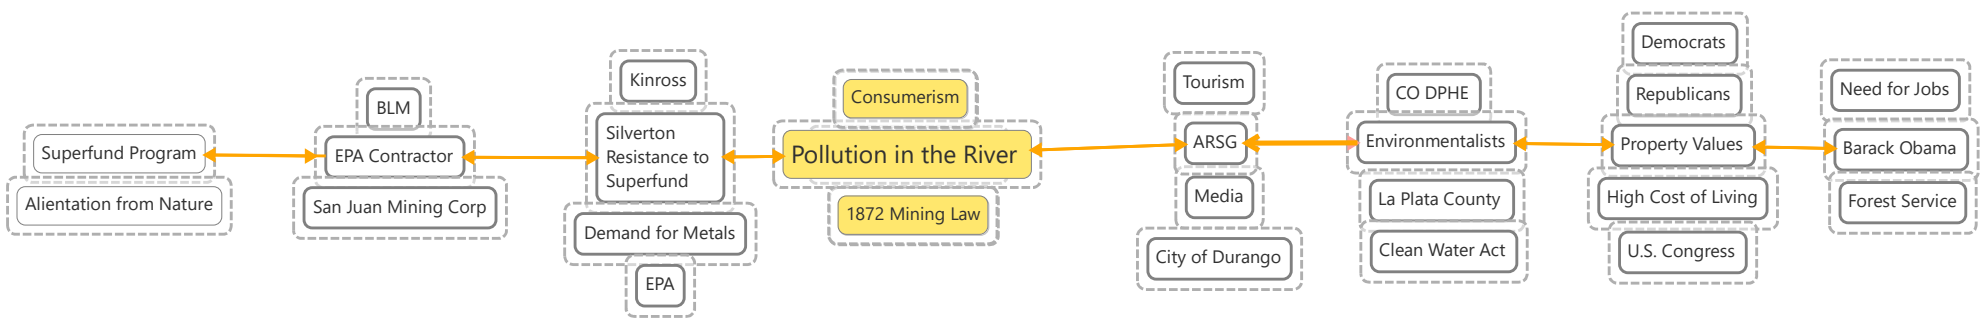 Superfund Program
Alientation from Nature
BLM
EPA Contractor
San Juan Mining Corp
Kinross
Silverton
Resistance to
Superfund
Demand for Metals
EPA
Consumerism
Pollution in the River
1872 Mining Law
Tourism
ARSG
Media
City of Durango
CO DPHE
Environmentalists
La Plata County
Clean Water Act
Democrats
Republicans
Property Values
High Cost of Living
U.S. Congress
Need for Jobs
Barack Obama
Forest Service